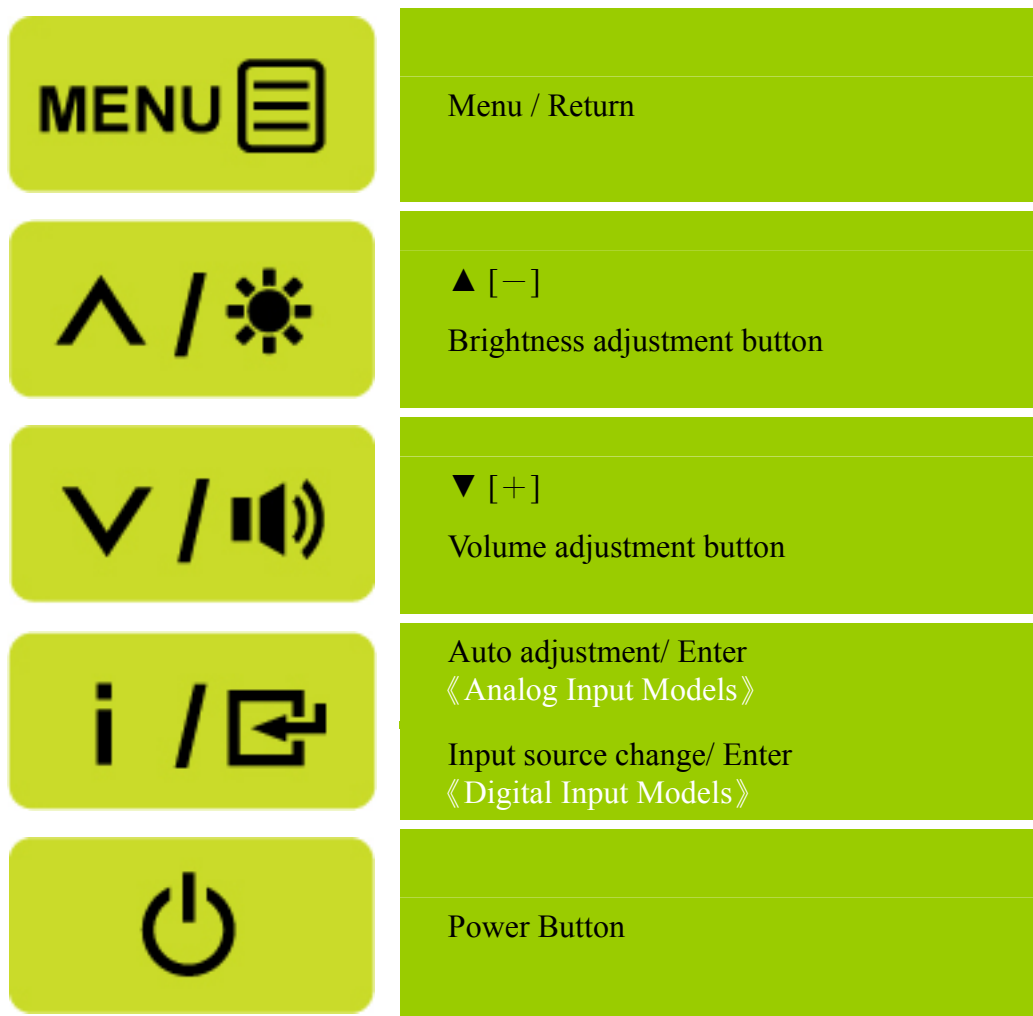 MENU
Menu / Return
/
▲ [－]
Brightness adjustment button
/
▼ [+]
Volume adjustment button
i /
Auto adjustment/ Enter
《Analog Input Models》
Input source change/ Enter
《Digital Input Models》
Power Button